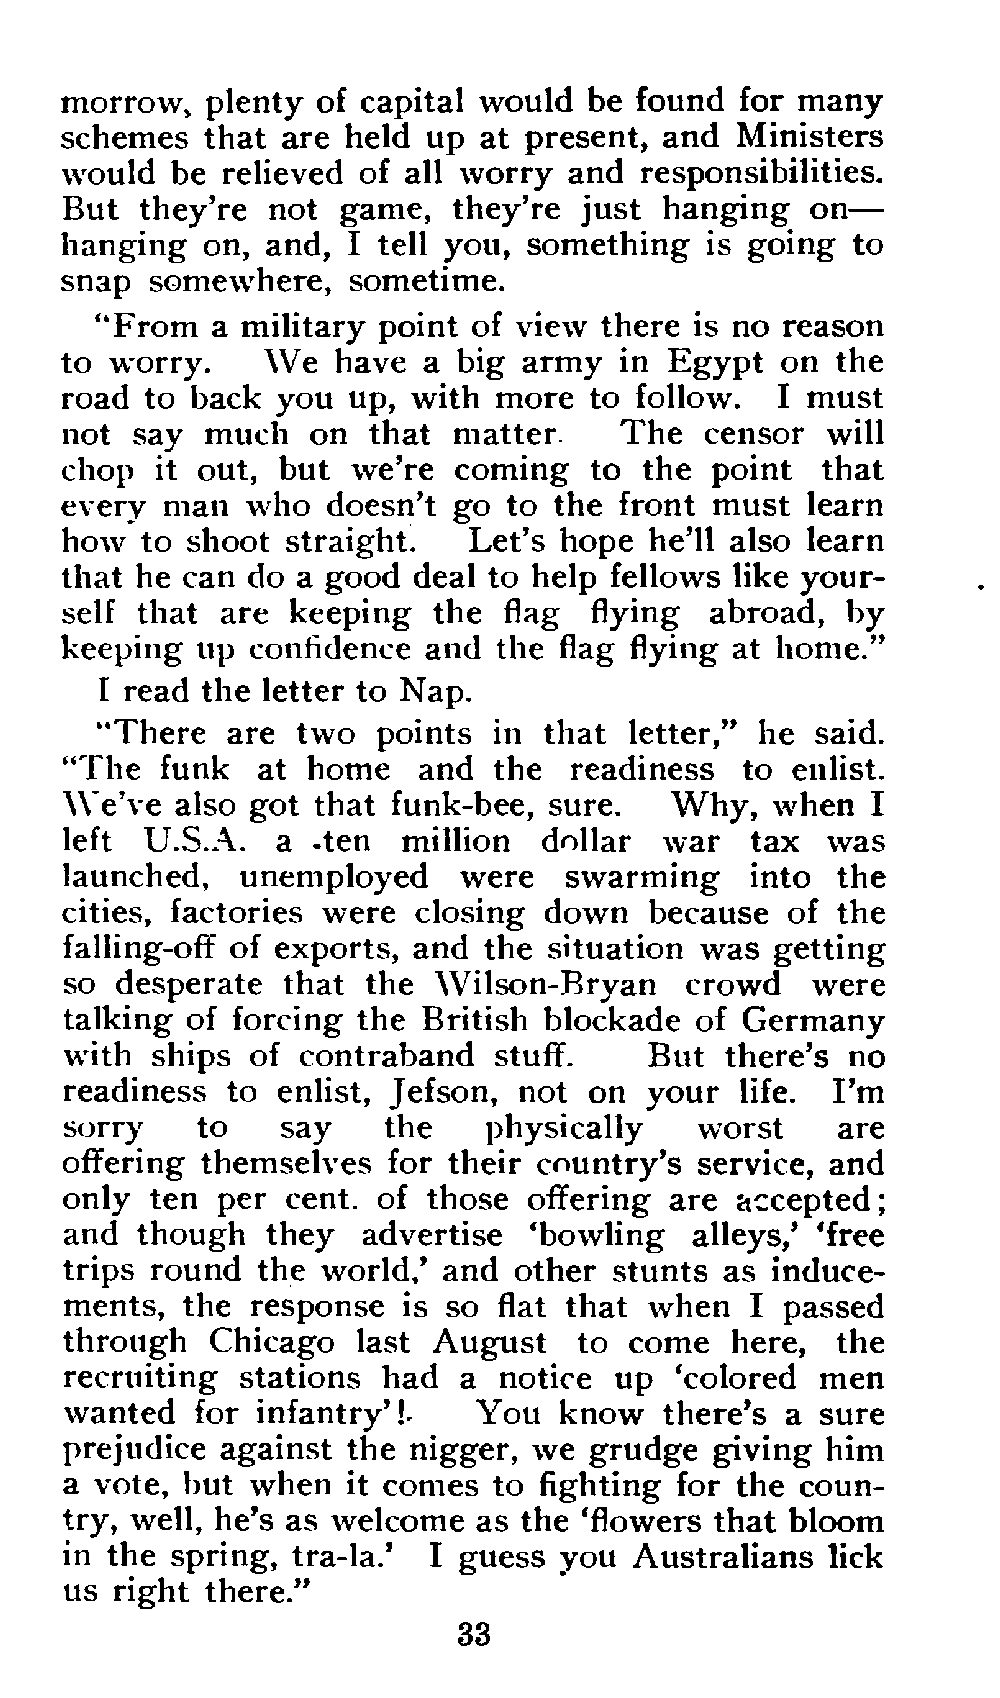 morrow, plenty of capital would be found for many
schemes that are held up at present, and Ministers
would be relieved of all worry and responsibilities.
But they're not game, they're just hanging on—
hanging on, and, I tell you, something is going to
snap somewhere, sometime.
"From a military point of view there is no reason
to worry. We have a big army in Egypt on the
road to back you up, with more to follow. I must
not say much on that matter. The censor will
chop it out, but we're coming to the point that
every man who doesn't go to the front must learn
how to shoot straight. Let's hope he'll also learn
that he can do a good deal to help fellows like your-
self that are keeping the flag flying abroad, by
keeping up confidence and the flag flying at home."
I read the letter to Nap.
"There are two points in that letter," he said.
"The funk at home and the readiness to enlist.
We've also got that funk-bee, sure. Why, when I
left U.S.A. a .ten million dollar war tax was
launched, unemployed were swarming into the
cities, factories were closing down because of the
falling-off of exports, and the situation was getting
so desperate that the Wilson-Bryan crowd were
talking of forcing the British blockade of Germany
with ships of contraband stuff. But there's no
readiness to enlist, Jefson, not on your life. I'm
sorry to say the physically worst are
offering themselves for their country's service, and
only ten per cent. of those offering are accepted;
and though they advertise 'bowling alleys,' 'free
trips round the world,' and other stunts as induce-
ments, the response is so flat that when I passed
through Chicago last August to come here, the
recruiting stations had a notice up 'colored men
wanted for infantry'!. You know there's a sure
prejudice against the nigger, we grudge giving him
a vote, but when it comes to fighting for the coun-
try, well, he's as welcome as the 'flowers that bloom
in the spring, tra-la.' I guess you Australians lick
us right there."
33